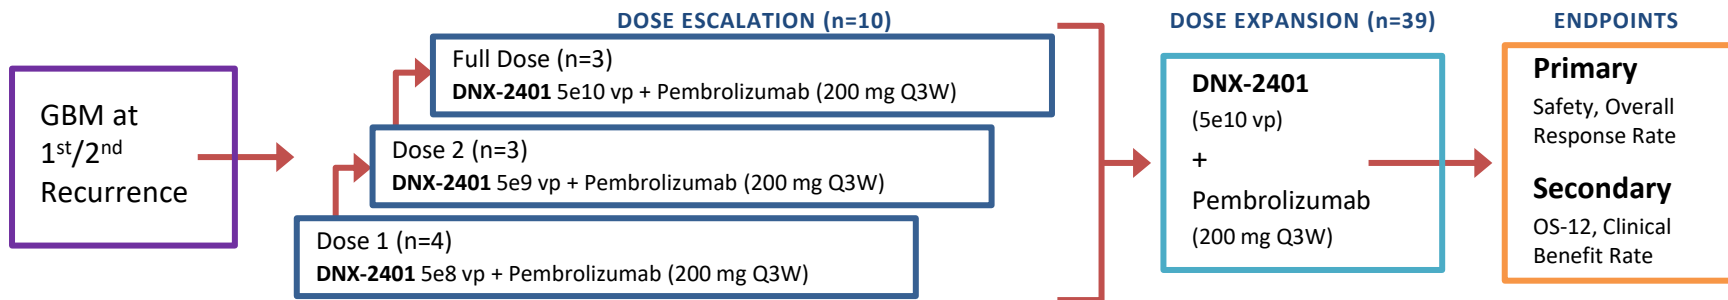 DOSE ESCALATION (n=10)
DOSE EXPANSION (n=39)
ENDPOINTS
GBM at
1st/2nd
Recurrence
Full Dose (n=3)
DNX-2401 5e10 vp + Pembrolizumab (200 mg Q3W)
Dose 2 (n=3)
DNX-2401 5e9 vp + Pembrolizumab (200 mg Q3W)
Dose 1 (n=4)
DNX-2401 5e8 vp + Pembrolizumab (200 mg Q3W)
DNX-2401
(5e10 vp)
+
Pembrolizumab
(200 mg Q3W)
Primary
Safety, Overall
Response Rate
Secondary
OS-12, Clinical
Benefit Rate